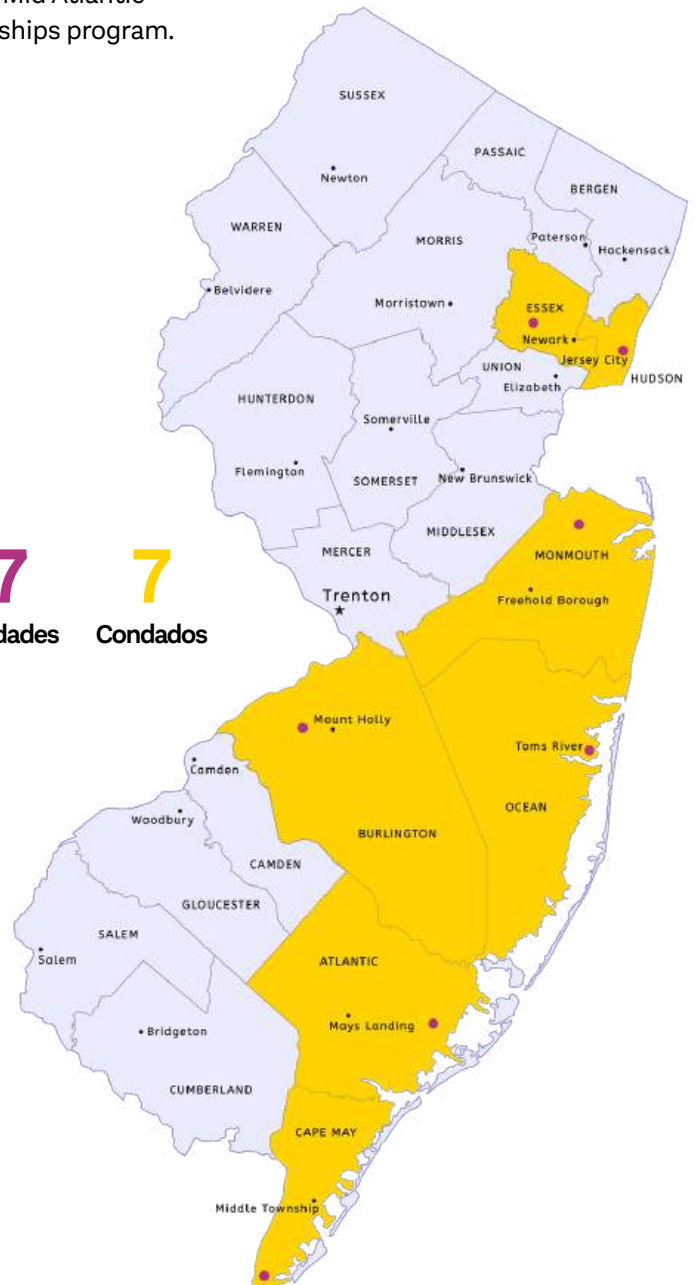 ships program.
SUSSEX
PASSAIC
Newton
BERGEN
WARREN
MORRIS
Paterson
Hackensack
Belvidere
Morristown
ESSEX
Newark
Jersey City
UNION
HUDSON
Elizabeth
HUNTERDON
Somerville
Flemington
SOMERSET
New Brunswick
MIDDLESEX
MERCER
MONMOUTH
7 7
dades Condados
Trenton
Freehold Borough
Mount Holly
Toms River
Camden
OCEAN
Woodbury
BURLINGTON
CAMDEN
GLOUCESTER
SALEM
Salem
ATLANTIC
Mays Landing
Bridgeton
CUMBERLAND
CAPE MAY
Middle Township